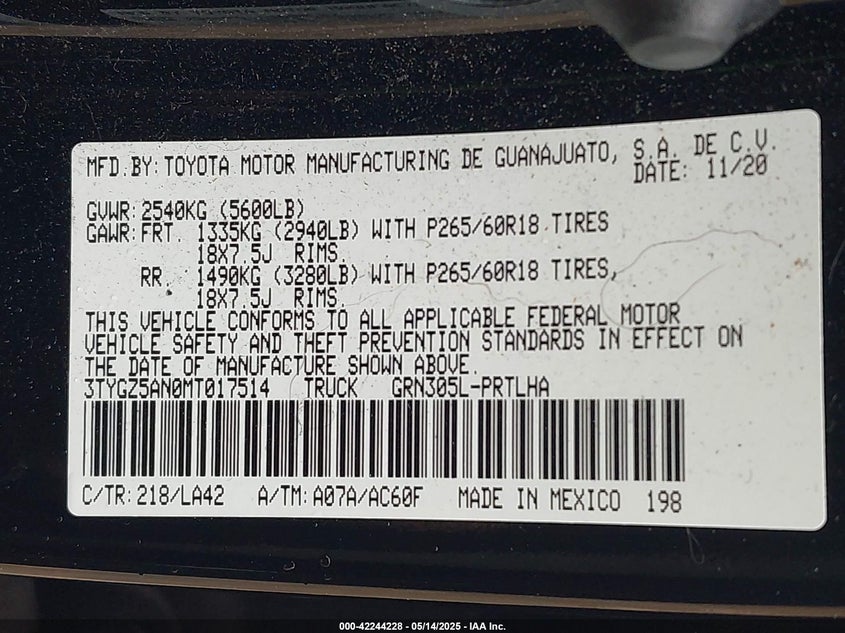 MFD.BY:TOYOTA MOTOR MANUFACTURING DE GUANAJUATO, S.A. DE C.V.
DATE: 11/20
GVWR:2540KG (5600LB)
GAWR:FRT. 1335KG (2940LB) WITH P265/60R18 TIRES
18X7.5J RIMS.
RR. 1490KG (3280LB) WITH P265/60R18 TIRES,
18X7.5J RIMS.
THIS VEHICLE CONFORMS TO ALL APPLICABLE FEDERAL MOTOR
VEHICLE SAFETY AND THEFT PREVENTION STANDARDS IN EFFECT ON
THE DATE OF MANUFACTURE SHOWN ABOVE.
3TYGZ5AN0MT017514 TRUCK GRN305L-PRTLHA
C/TR:218/LA42 A/TM:A07A/AC60F MADE IN MEXICO 198
000-42244228 - 05/14/2025 - IAA Inc.